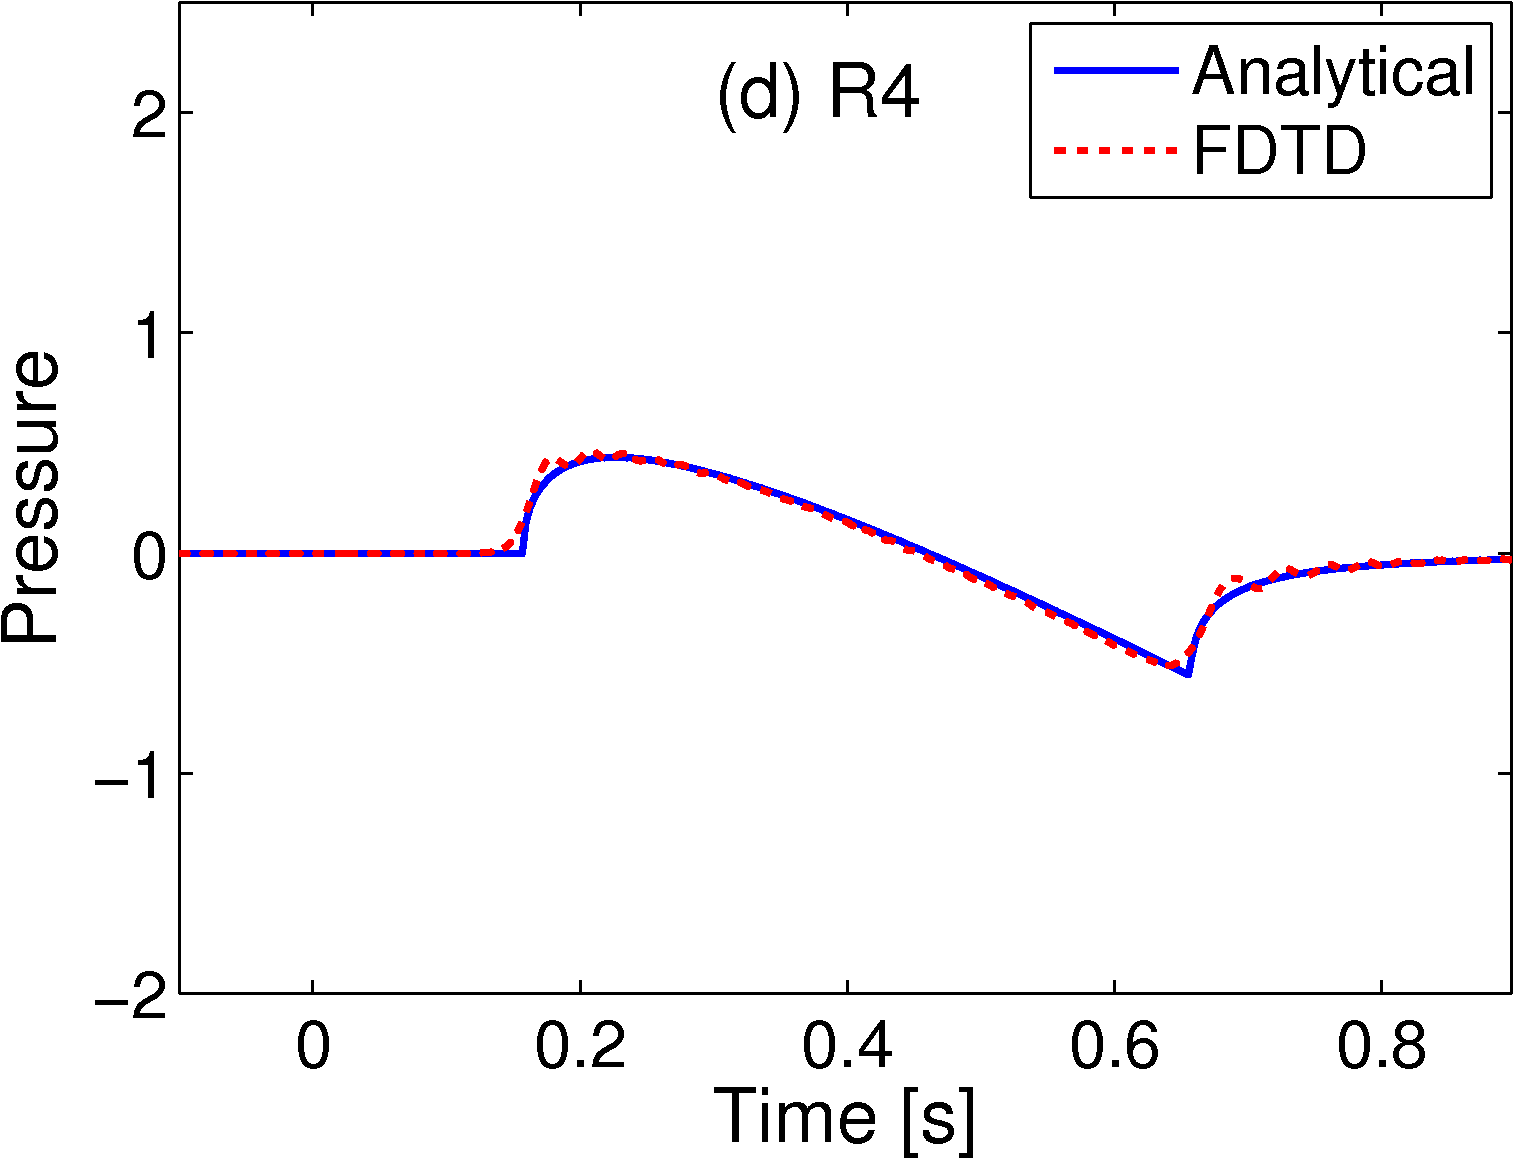 (d) R4
Analytical
FDTD
Pressure
2
1
0
−1
−2
0 0.2 0.4 0.6 0.8
Time [s]